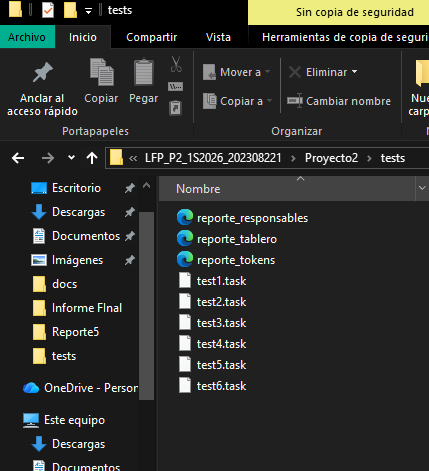 tests
Sin copia de seguridad
Archivo Inicio Compartir Vista Herramientas de copia de seguri
Anclar al acceso rápido
Copiar
Pegar
Mover a
Copiar a
Eliminar
Cambiar nombre
Nue
carp
Portapapeles
Organizar
« LFP_P2_1S2026_202308221 › Proyecto2 › tests
Escritorio
Descargas
Documentos
Imágenes
docs
Informe FInal
Reporte5
tests
OneDrive - Person
Este equipo
Descargas
Documentos
Nombre
reporte_responsables
reporte_tablero
reporte_tokens
test1.task
test2.task
test3.task
test4.task
test5.task
test6.task